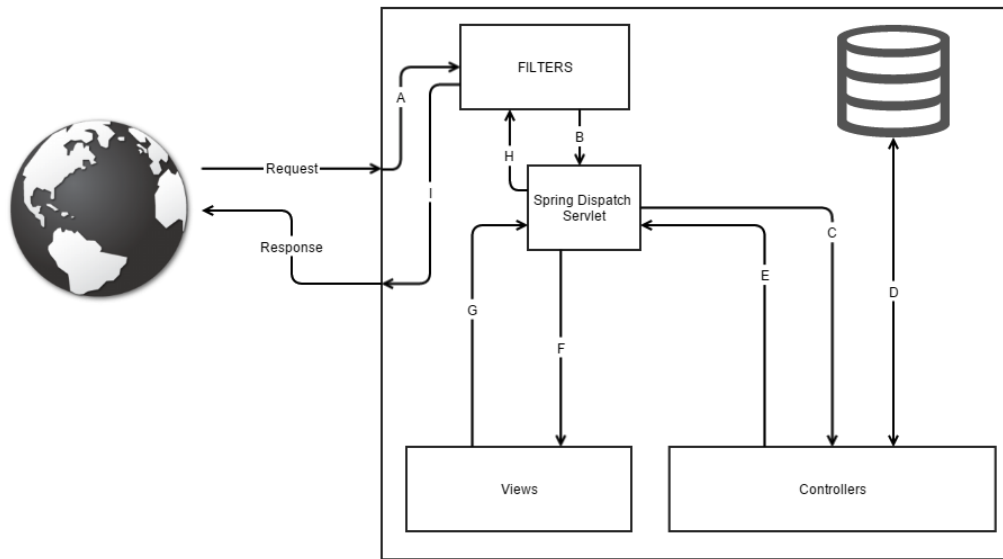 FILTERS
A
B
H
Request
I
Spring Dispatch
Servlet
C
Response
E
D
G
F
Views
Controllers